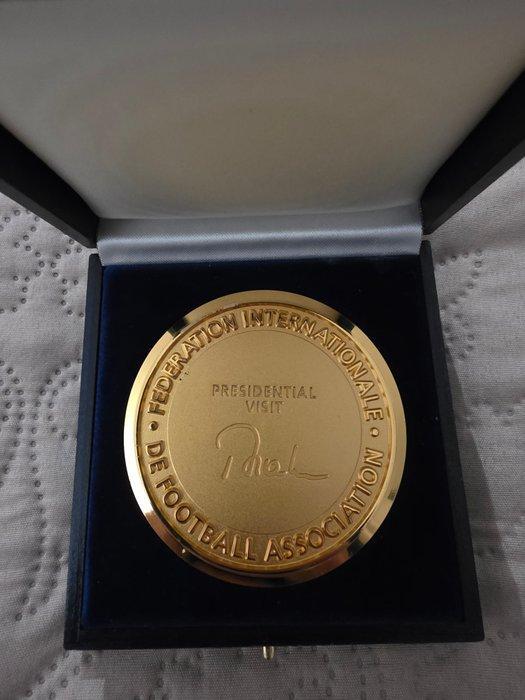 • FEDERATION INTERNATIONALE •
DE FOOTBALL ASSOCIATION
PRESIDENTIAL
VISIT